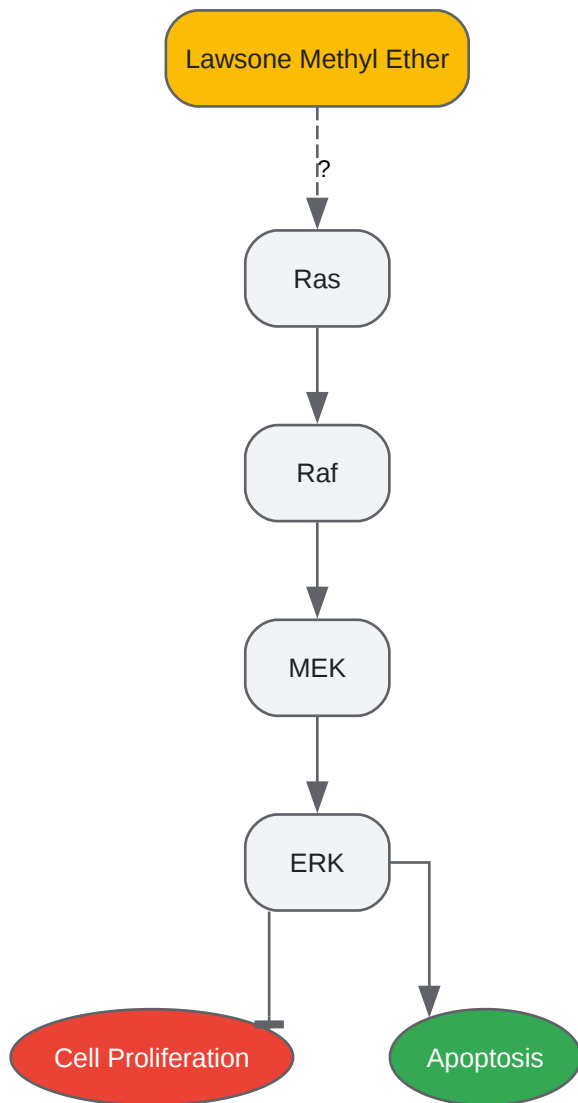 Lawsone Methyl Ether
?
Ras
Raf
MEK
ERK
Cell Proliferation
Apoptosis